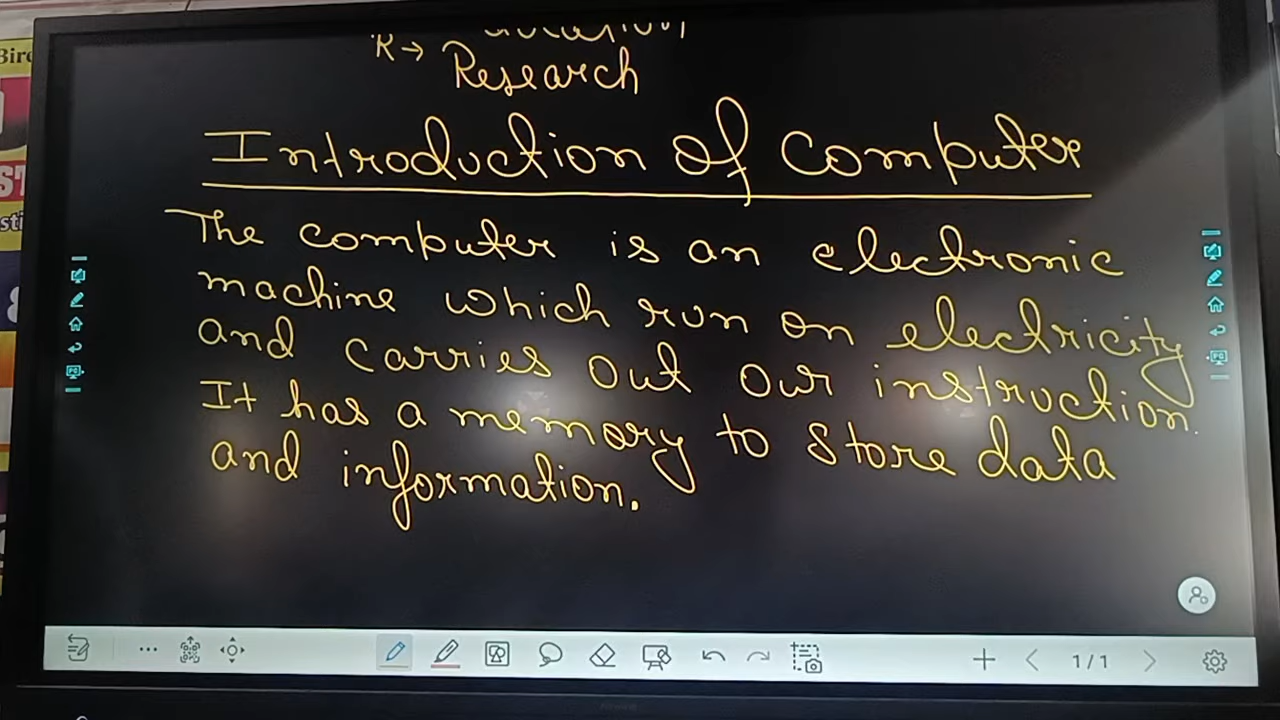 R→
Research
Introduction of computer
The computer is an electronic
machine which run on electricity
and carries out our instruction.
It has a memory to store data
and information.
1/1